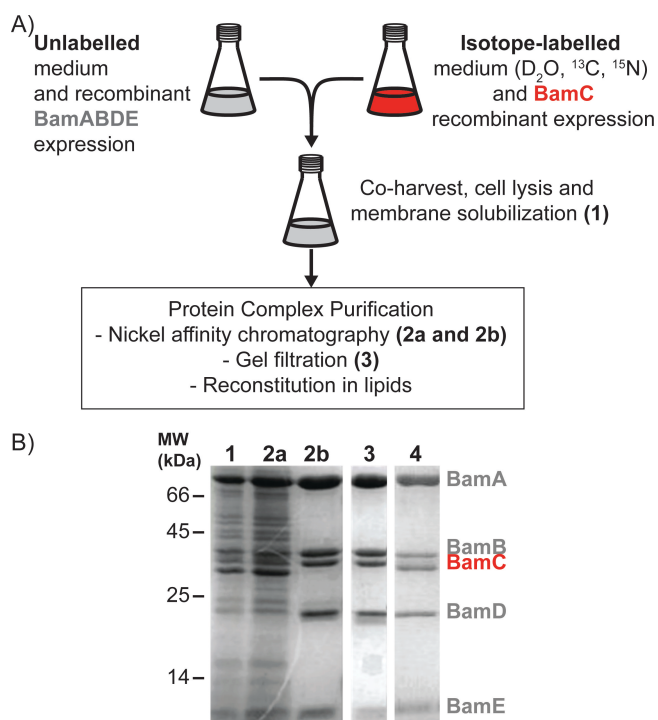 A)
Unlabelled
medium
and recombinant
BamABDE
expression
Isotope-labelled
medium (D₂O, ¹³C, ¹⁵N)
and BamC
recombinant expression
Co-harvest, cell lysis and
membrane solubilization (1)
Protein Complex Purification
- Nickel affinity chromatography (2a and 2b)
- Gel filtration (3)
- Reconstitution in lipids
B)
MW
(kDa)
1 2a 2b 3 4
66
45
25
14
BamA
BamB
BamC
BamD
BamE